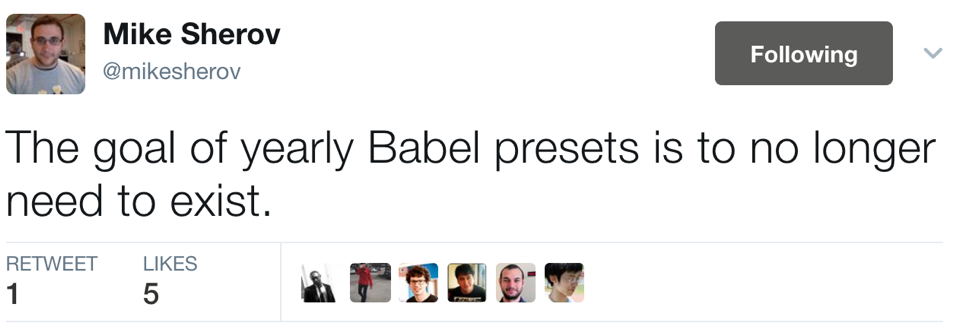 Mike Sherov
@mikesherov
Following
The goal of yearly Babel presets is to no longer
need to exist.
RETWEET LIKES
1 5